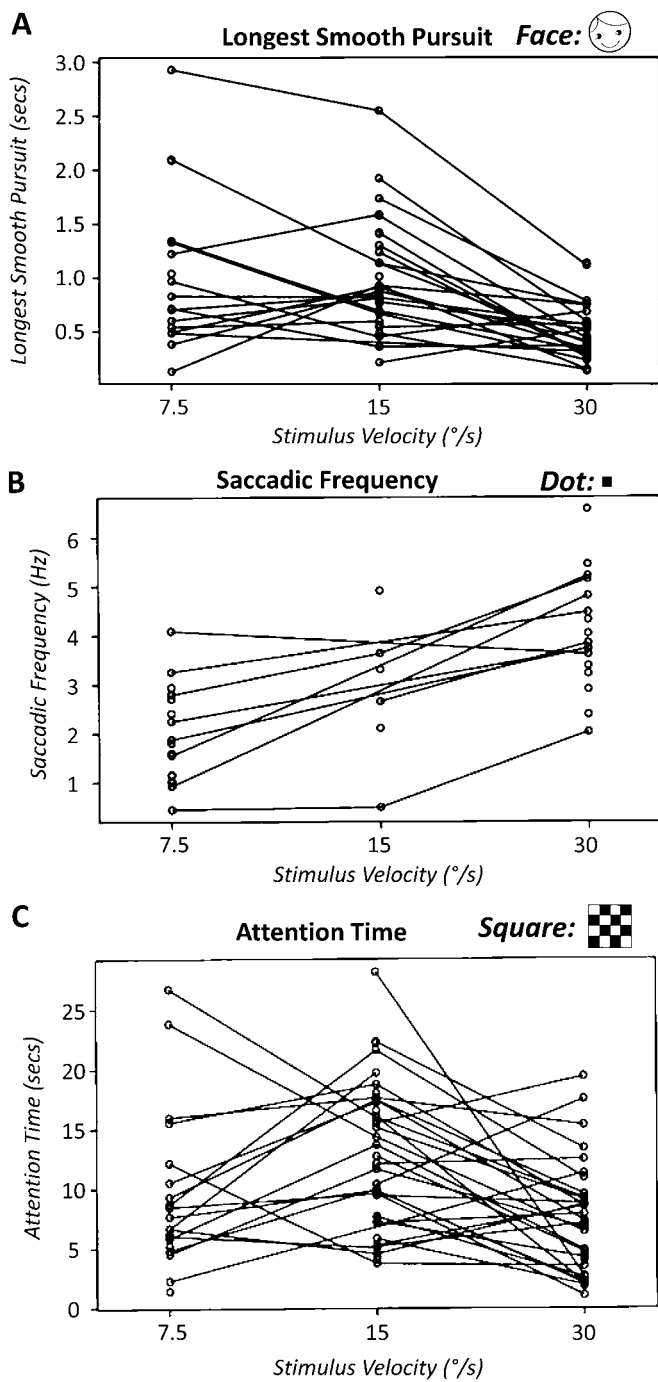 A
Longest Smooth Pursuit Face:
Longest Smooth Pursuit (secs)
3.0
2.5
2.0
1.5
1.0
0.5
7.5 15 30
Stimulus Velocity (°/s)
B
Saccadic Frequency Dot:
Saccadic Frequency (Hz)
6
5
4
3
2
1
7.5 15 30
Stimulus Velocity (°/s)
C
Attention Time Square:
Attention Time (secs)
25
20
15
10
5
0
7.5 15 30
Stimulus Velocity (°/s)